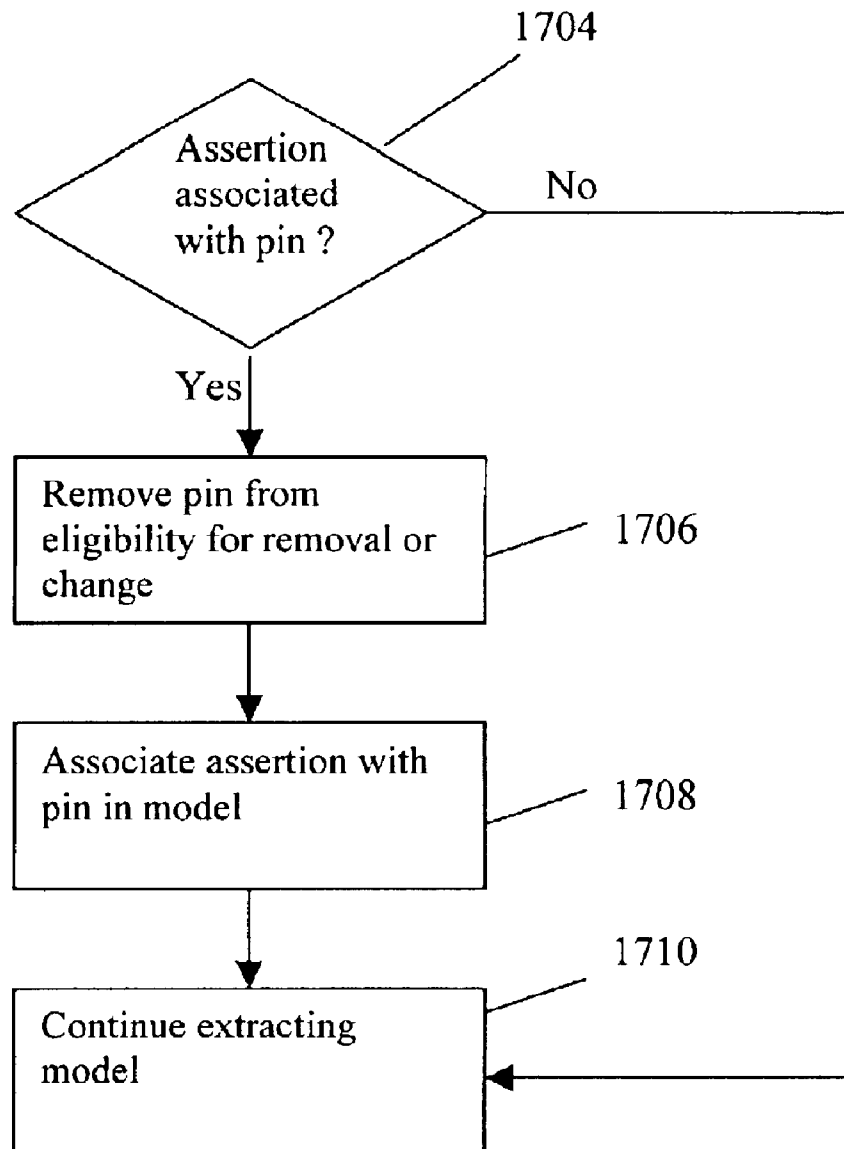 1704
Assertion
associated
with pin ?
No
Yes
Remove pin from
eligibility for removal or
change
1706
Associate assertion with
pin in model
1708
1710
Continue extracting
model